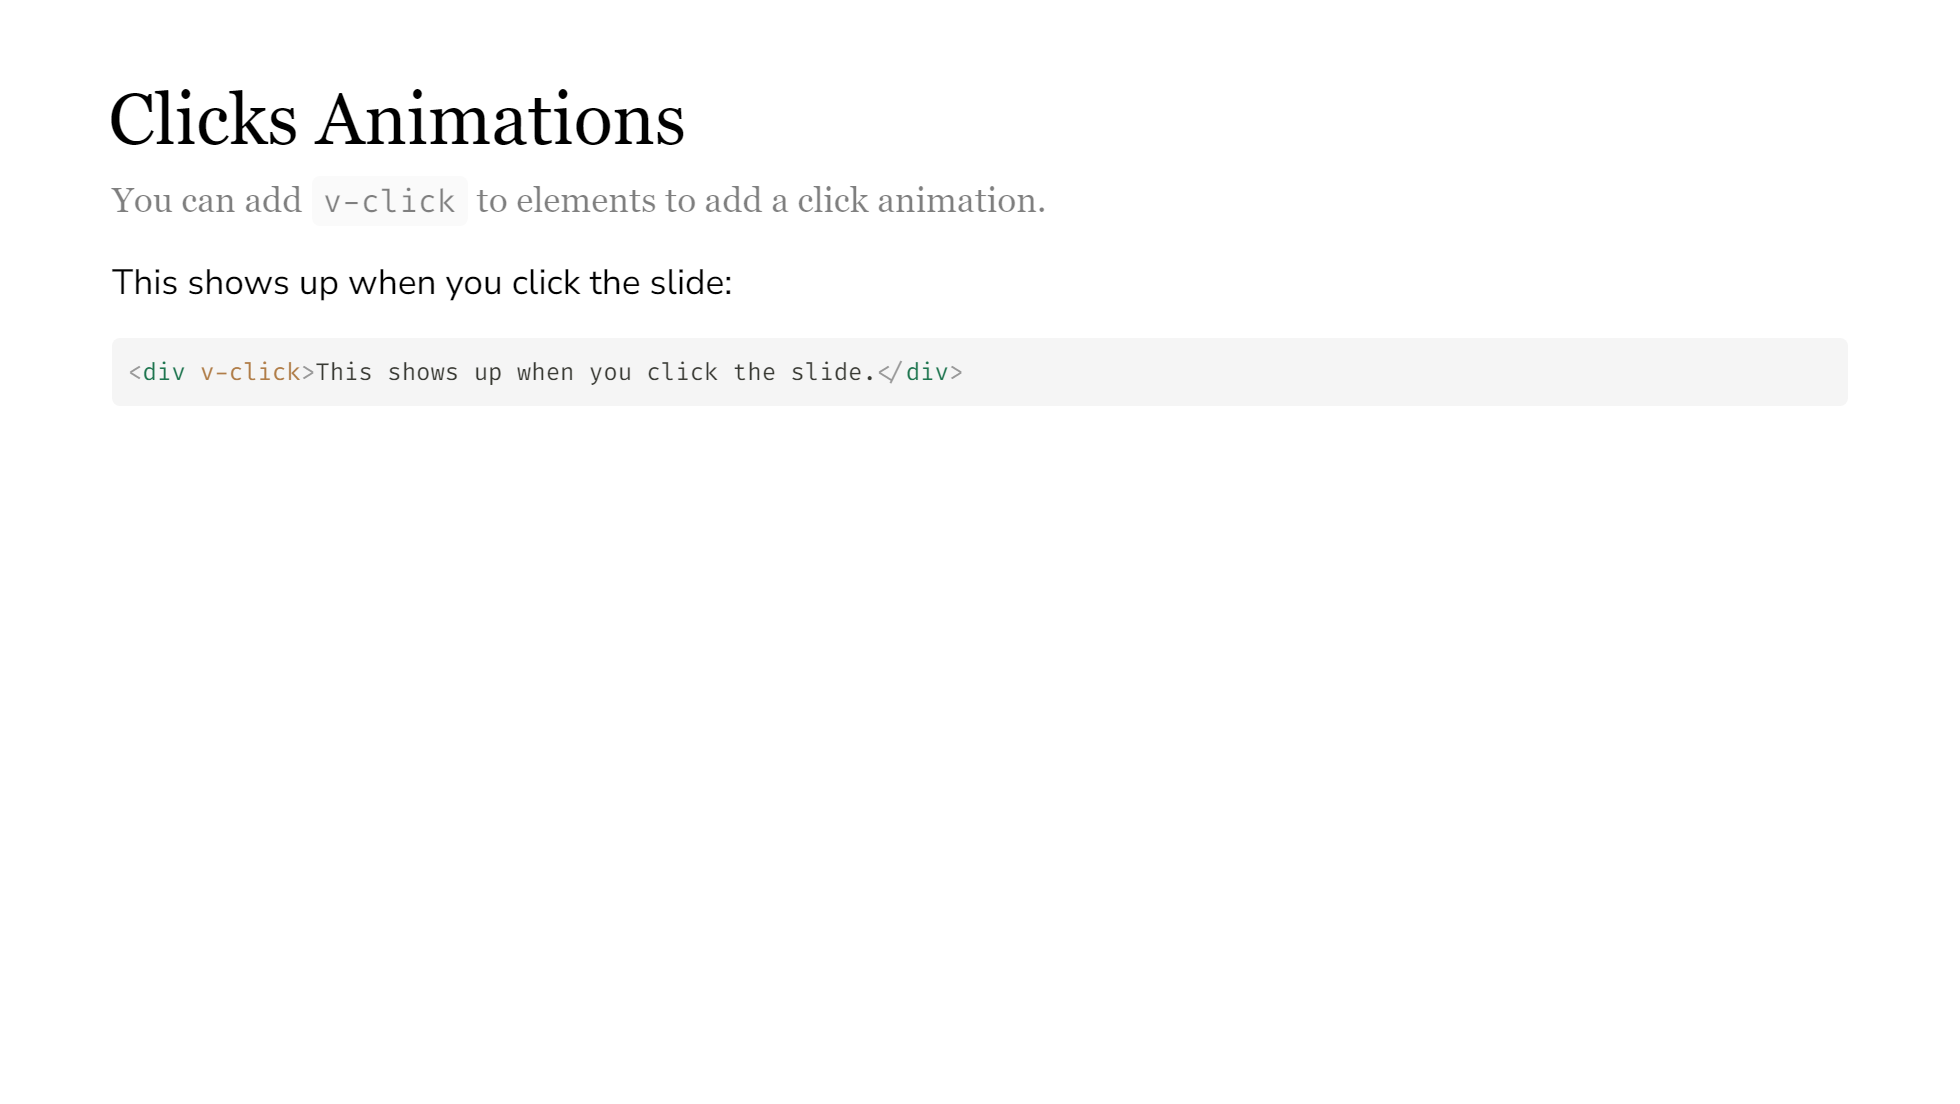 Clicks Animations
You can add v-click to elements to add a click animation.
This shows up when you click the slide:
<div v-click>This shows up when you click the slide.</div>